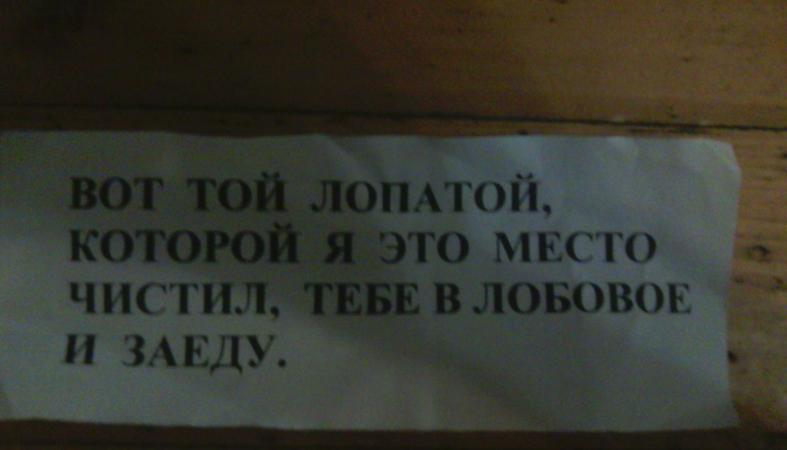 ВОТ ТОЙ ЛОПАТОЙ,
КОТОРОЙ Я ЭТО МЕСТО
ЧИСТИЛ, ТЕБЕ В ЛОБОВОЕ
И ЗАЕДУ.